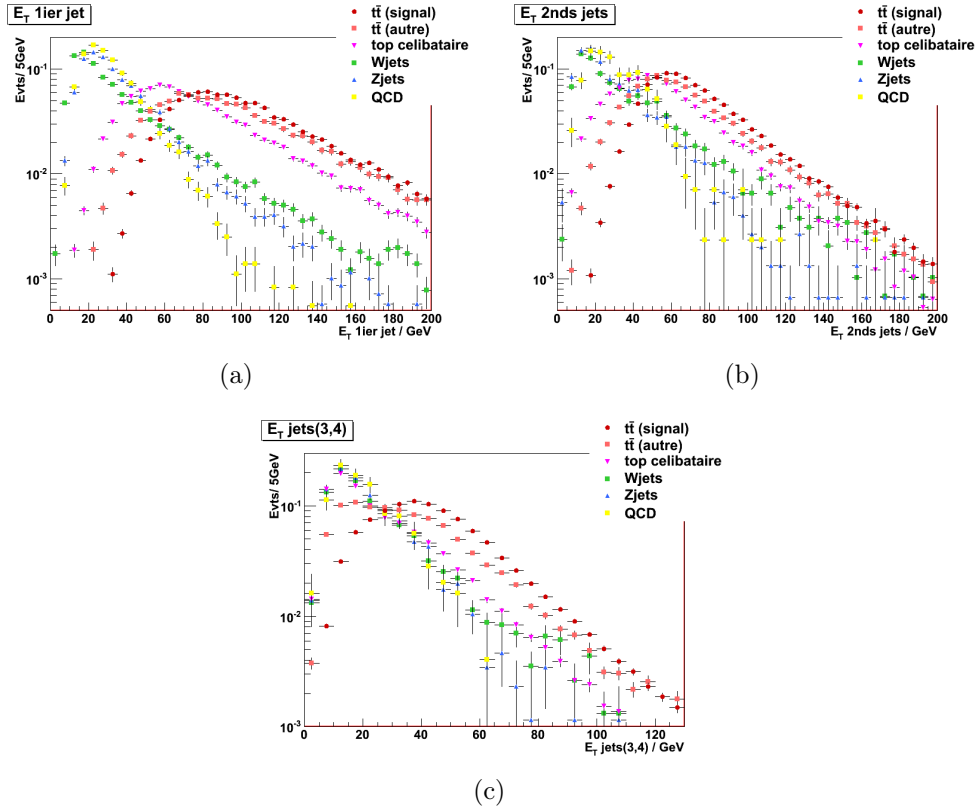 E_T 1ier jet
tt̄ (signal)
tt̄ (autre)
top celibataire
Wjets
Zjets
QCD
Evts/ 5GeV
10^-1
10^-2
10^-3
0 20 40 60 80 100 120 140 160 180 200
E_T 1ier jet / GeV
(a)
E_T 2nds jets
tt̄ (signal)
tt̄ (autre)
top celibataire
Wjets
Zjets
QCD
Evts/ 5GeV
10^-1
10^-2
10^-3
0 20 40 60 80 100 120 140 160 180 200
E_T 2nds jets / GeV
(b)
E_T jets(3,4)
tt̄ (signal)
tt̄ (autre)
top celibataire
Wjets
Zjets
QCD
Evts/ 5GeV
10^-1
10^-2
10^-3
0 20 40 60 80 100 120
E_T jets(3,4) / GeV
(c)